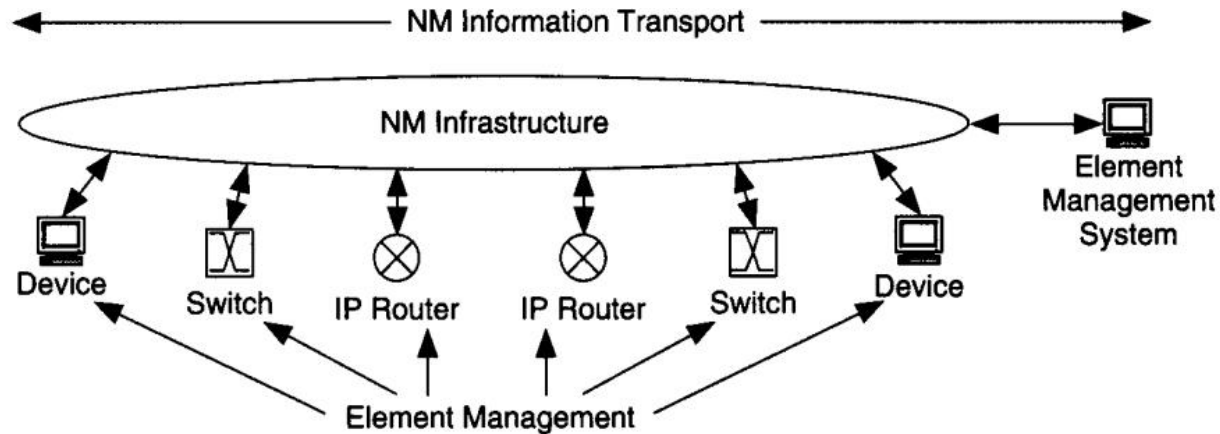 NM Information Transport
NM Infrastructure
Element
Management
System
Device
Switch
IP Router
IP Router
Switch
Device
Element Management